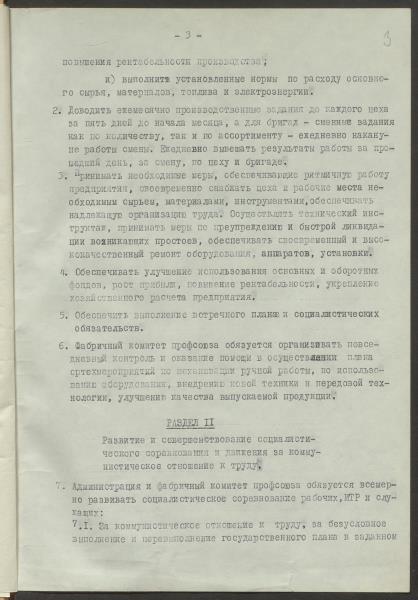 - 3 -
3
повышения рентабельности производства;
и) выполнить установленные нормы по расходу основно-
го сырья, материалов, топлива и электроэнергии.
2. Доводить ежемесячно производственные задания до каждого цеха
за пять дней до начала месяца, а для бригад - сменные задания
как по количеству, так и по ассортименту - ежедневно накану-
не работы смены. Ежедневно вывешивать результаты работы за про-
шедший день, за смену, по цеху и бригаде.
3. Принимать необходимые меры, обеспечивающие ритмичную работу
предприятия, своевременно снабжать цеха и рабочие места не-
обходимым сырьем, материалами, инструментами, обеспечивать
надлежащую организацию труда. Осуществлять технический инс-
труктаж, принимать меры по предупреждению и быстрой ликвида-
ции возникающих простоев, обеспечивать своевременный и высо-
кокачественный ремонт оборудования, аппаратов, установки.
4. Обеспечивать улучшение использования основных и оборотных
фондов, рост прибыли, повышение рентабельности, укрепление
хозяйственного расчета предприятия.
5. Обеспечить выполнение встречного плана и социалистических
обязательств.
6. Фабричный комитет профсоюза обязуется организовать повсе-
дневный контроль и оказание помощи в осуществлении плана
оргтехмероприятий по механизации ручной работы, по использо-
ванию оборудования, внедрению новой техники и передовой тех-
нологии, улучшению качества выпускаемой продукции.
РАЗДЕЛ II
Развитие и совершенствование социалисти-
ческого соревнования и движения за комму-
нистическое отношение к труду.
7. Администрация и фабричный комитет профсоюза обязуется всемер-
но развивать социалистическое соревнование рабочих, ИТР и слу-
жащих:
7.1. За коммунистическое отношение к труду, за безусловное
выполнение и перевыполнение государственного плана в заданном